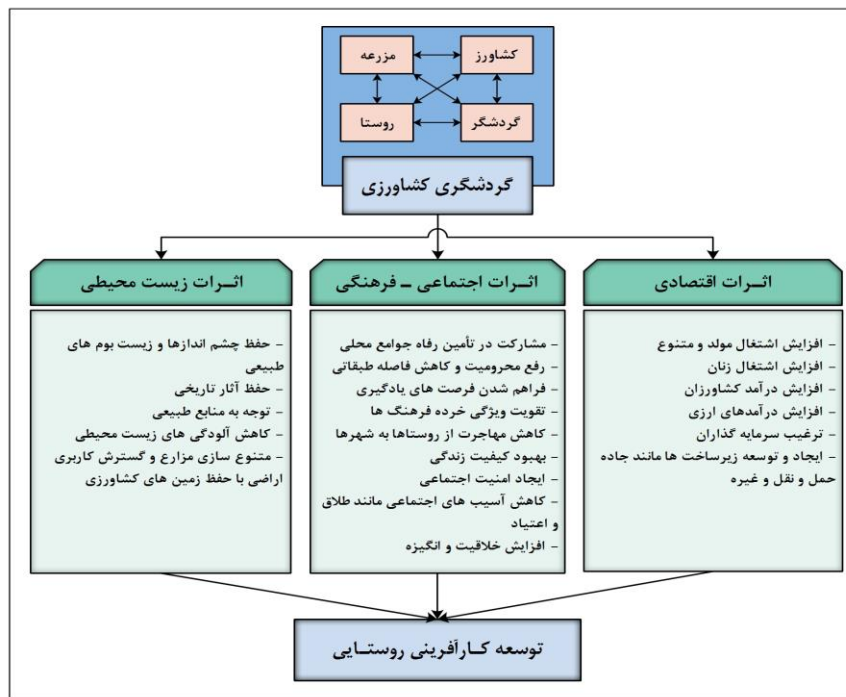 کشاورز
مزرعه
گردشگر
روستا
گردشگری کشاورزی
اثـرات اقتصادی
- افزایش اشتغال مولد و متنوع
- افزایش اشتغال زنان
- افزایش درآمد کشاورزان
- افزایش درآمدهای ارزی
- ترغیب سرمایه گذاران
- ایجاد و توسعه زیرساخت ها مانند جاده
حمل و نقل و غیره
اثـرات اجتماعی ـ فرهنگی
- مشارکت در تأمین رفاه جوامع محلی
- رفع محرومیت و کاهش فاصله طبقاتی
- فراهم شدن فرصت های یادگیری
- تقویت ویژگی خرده فرهنگ ها
- کاهش مهاجرت از روستاها به شهرها
- بهبود کیفیت زندگی
- ایجاد امنیت اجتماعی
- کاهش آسیب های اجتماعی مانند طلاق
و اعتیاد
- افزایش خلاقیت و انگیزه
اثـرات زیست محیطی
- حفظ چشم اندازها و زیست بوم های
طبیعی
- حفظ آثار تاریخی
- توجه به منابع طبیعی
- کاهش آلودگی های زیست محیطی
- متنوع سازی مزارع و گسترش کاربری
اراضی با حفظ زمین های کشاورزی
توسعه کـارآفرینی روستـایی